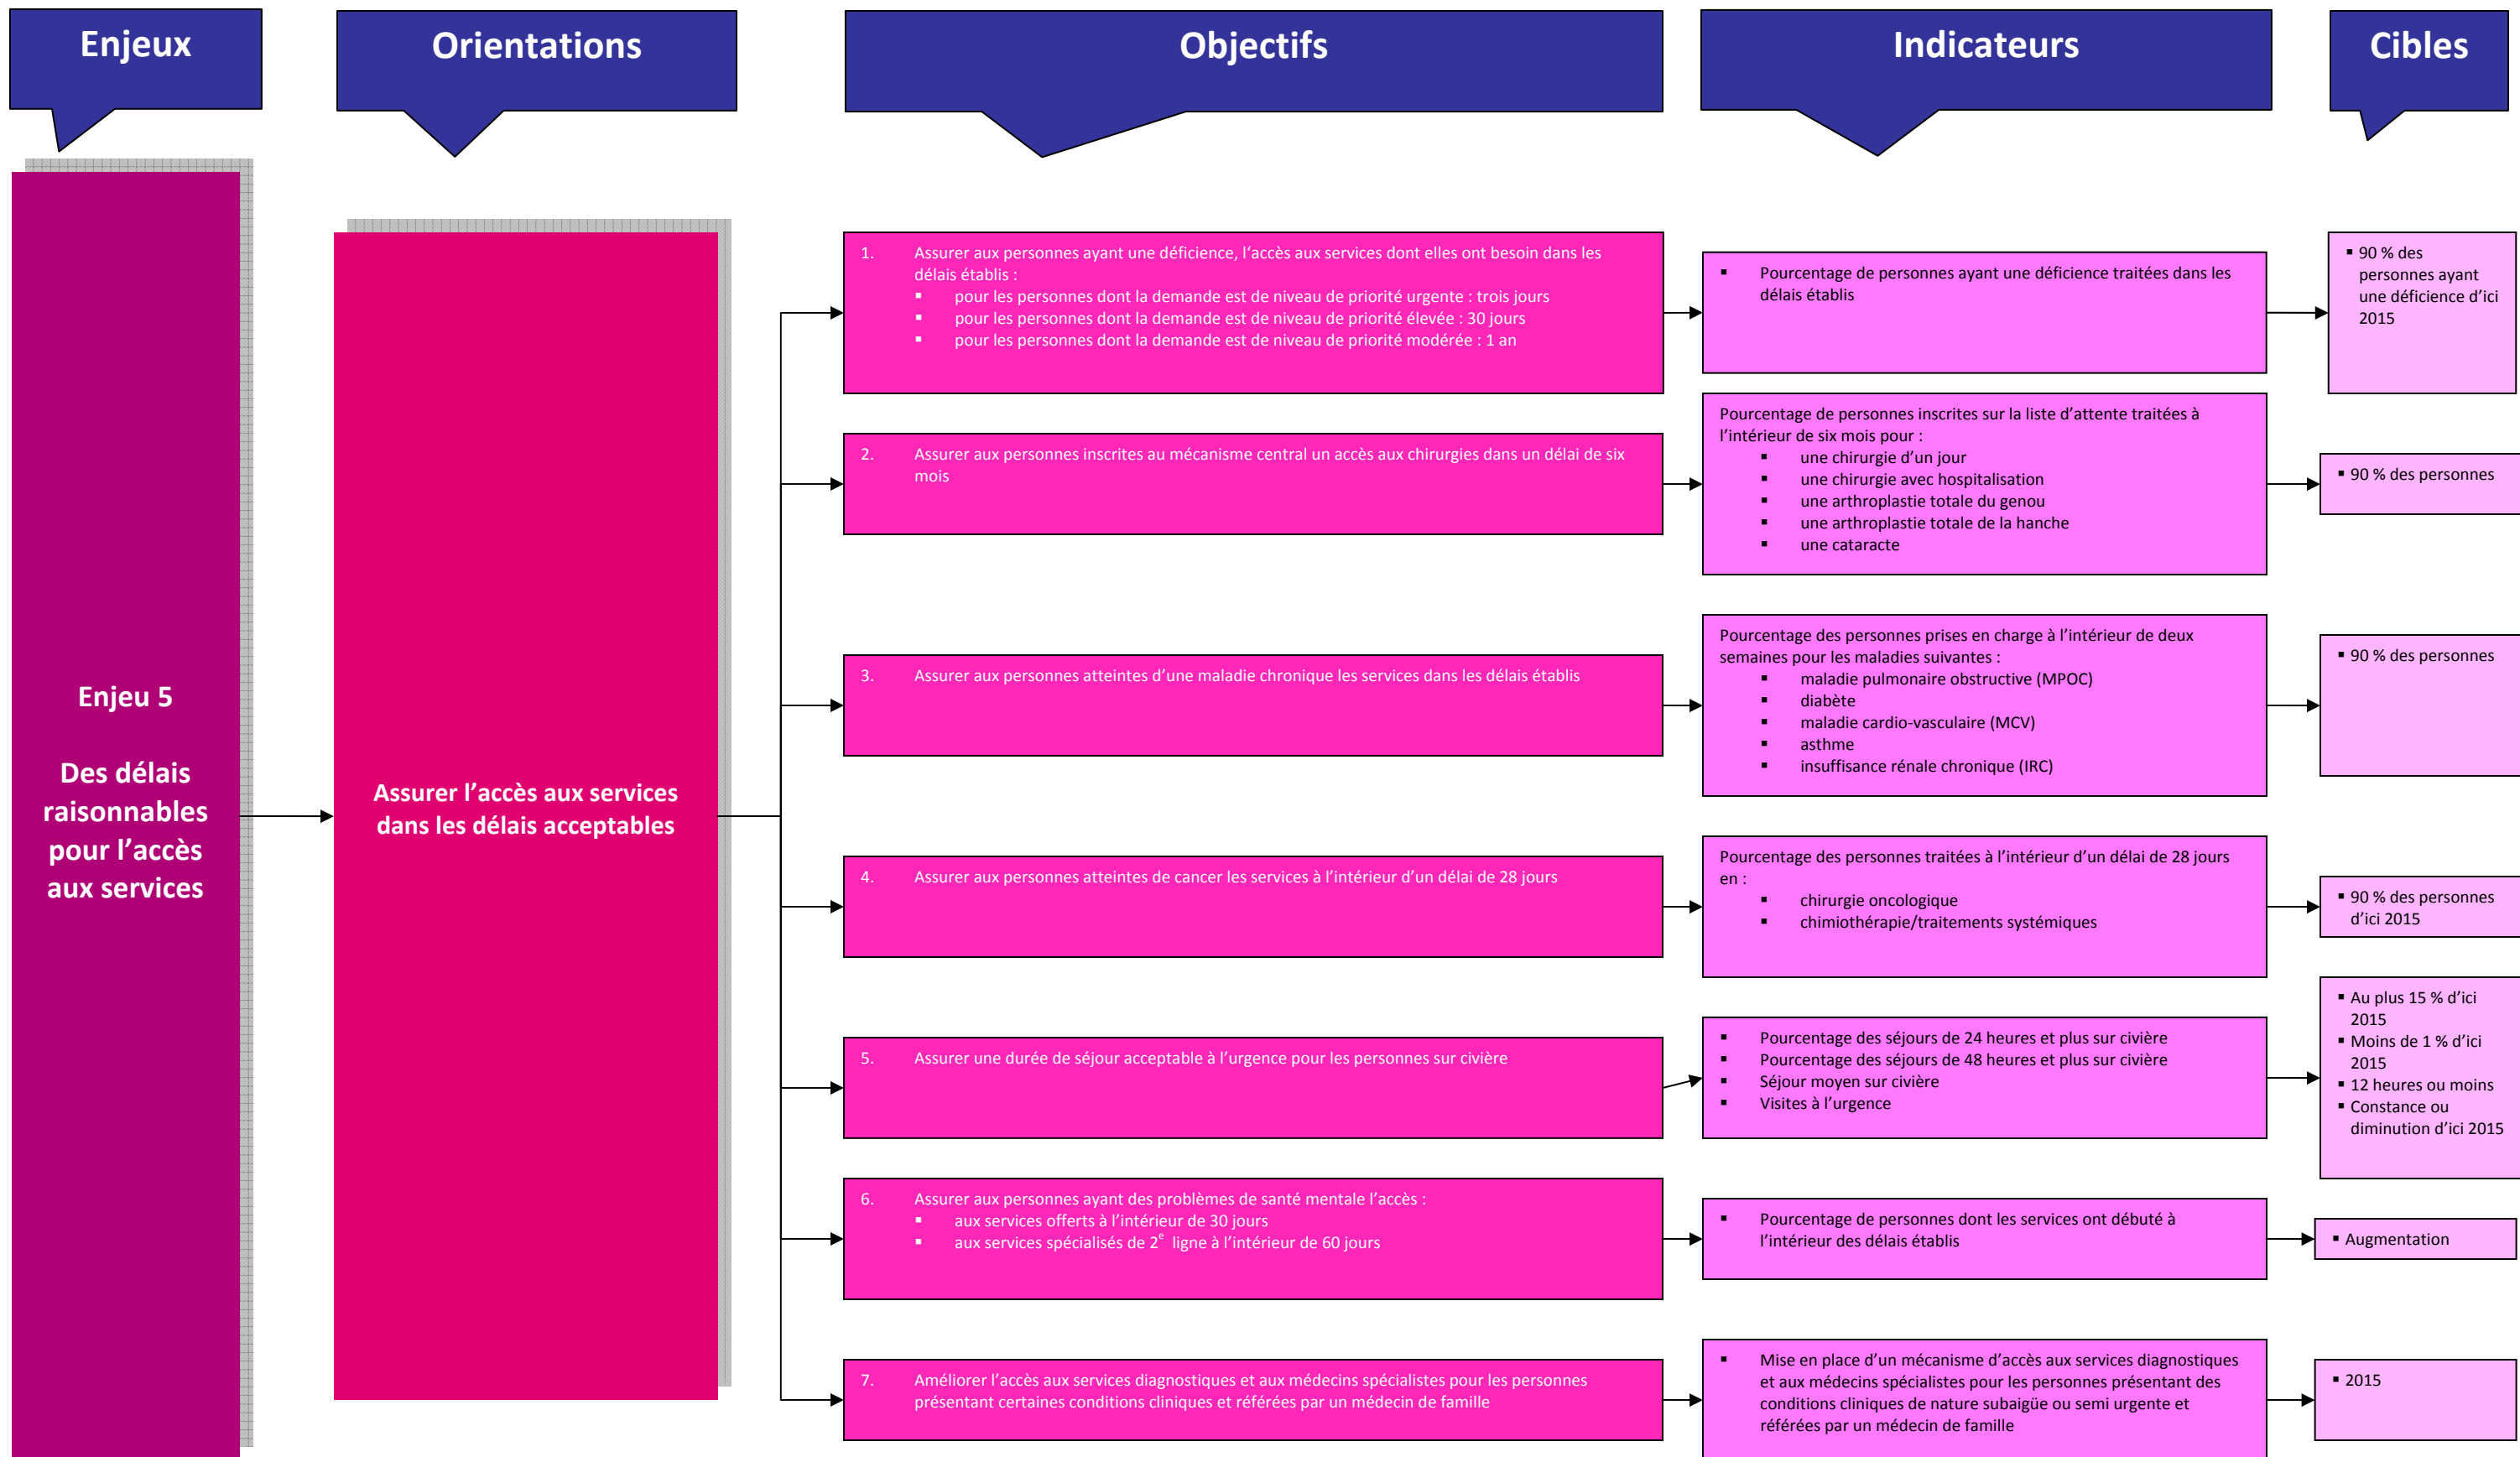 Enjeux
Orientations
Objectifs
Indicateurs
Cibles
Enjeu 5
Des délais
raisonnables
pour l’accès
aux services
Assurer l’accès aux services
dans les délais acceptables
1. Assurer aux personnes ayant une déficience, l’accès aux services dont elles ont besoin dans les
délais établis :
▪ pour les personnes dont la demande est de niveau de priorité urgente : trois jours
▪ pour les personnes dont la demande est de niveau de priorité élevée : 30 jours
▪ pour les personnes dont la demande est de niveau de priorité modérée : 1 an
▪ Pourcentage de personnes ayant une déficience traitées dans les
délais établis
▪ 90 % des
personnes ayant
une déficience d’ici
2015
2. Assurer aux personnes inscrites au mécanisme central un accès aux chirurgies dans un délai de six
mois
Pourcentage de personnes inscrites sur la liste d’attente traitées à
l’intérieur de six mois pour :
▪ une chirurgie d’un jour
▪ une chirurgie avec hospitalisation
▪ une arthroplastie totale du genou
▪ une arthroplastie totale de la hanche
▪ une cataracte
▪ 90 % des personnes
3. Assurer aux personnes atteintes d’une maladie chronique les services dans les délais établis
Pourcentage des personnes prises en charge à l’intérieur de deux
semaines pour les maladies suivantes :
▪ maladie pulmonaire obstructive (MPOC)
▪ diabète
▪ maladie cardio-vasculaire (MCV)
▪ asthme
▪ insuffisance rénale chronique (IRC)
▪ 90 % des personnes
4. Assurer aux personnes atteintes de cancer les services à l’intérieur d’un délai de 28 jours
Pourcentage des personnes traitées à l’intérieur d’un délai de 28 jours
en :
▪ chirurgie oncologique
▪ chimiothérapie/traitements systémiques
▪ 90 % des personnes
d’ici 2015
5. Assurer une durée de séjour acceptable à l’urgence pour les personnes sur civière
▪ Pourcentage des séjours de 24 heures et plus sur civière
▪ Pourcentage des séjours de 48 heures et plus sur civière
▪ Séjour moyen sur civière
▪ Visites à l’urgence
▪ Au plus 15 % d’ici
2015
▪ Moins de 1 % d’ici
2015
▪ 12 heures ou moins
▪ Constance ou
diminution d’ici 2015
6. Assurer aux personnes ayant des problèmes de santé mentale l’accès :
▪ aux services offerts à l’intérieur de 30 jours
▪ aux services spécialisés de 2e ligne à l’intérieur de 60 jours
▪ Pourcentage de personnes dont les services ont débuté à
l’intérieur des délais établis
▪ Augmentation
7. Améliorer l’accès aux services diagnostiques et aux médecins spécialistes pour les personnes
présentant certaines conditions cliniques et référées par un médecin de famille
▪ Mise en place d’un mécanisme d’accès aux services diagnostiques
et aux médecins spécialistes pour les personnes présentant des
conditions cliniques de nature subaigüe ou semi urgente et
référées par un médecin de famille
▪ 2015